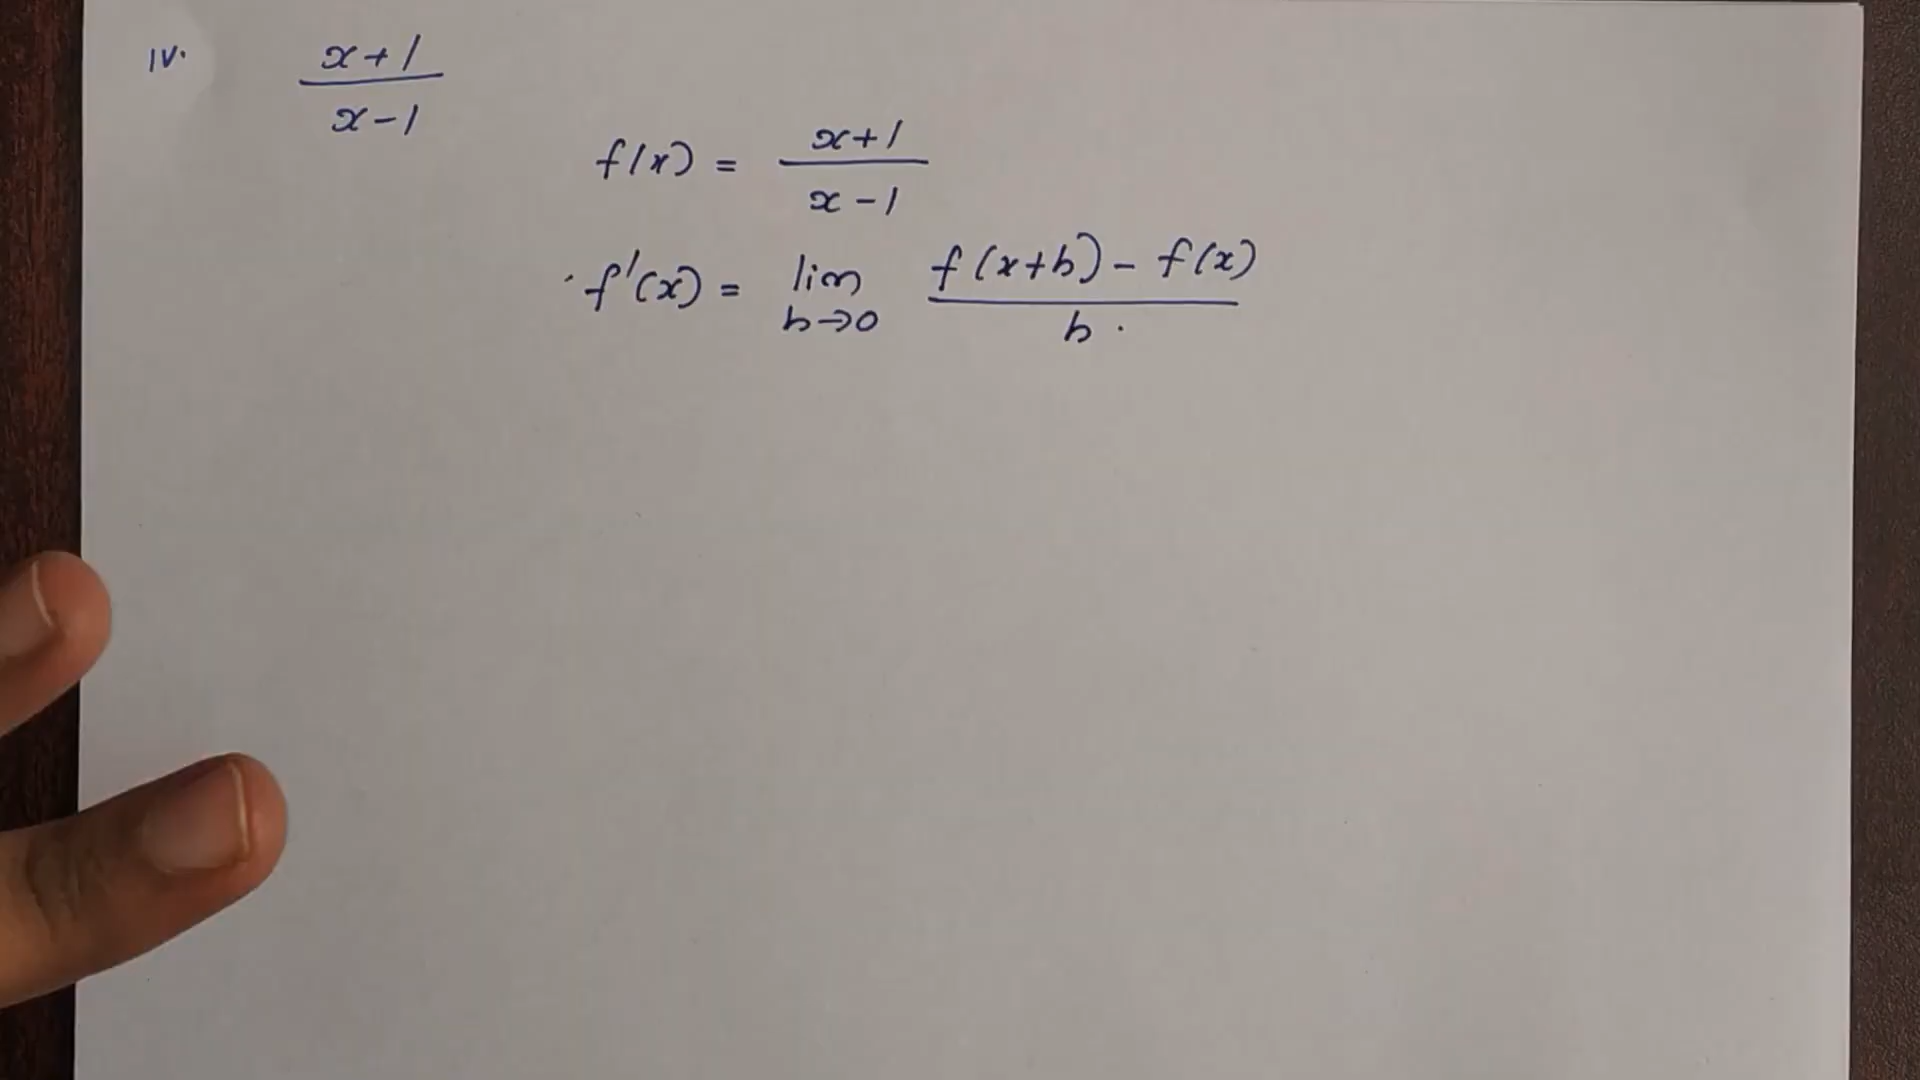 iv. x+1
x-1
f(x) = x+1
x-1
f'(x) = lim f(x+h) - f(x)
h→0 h